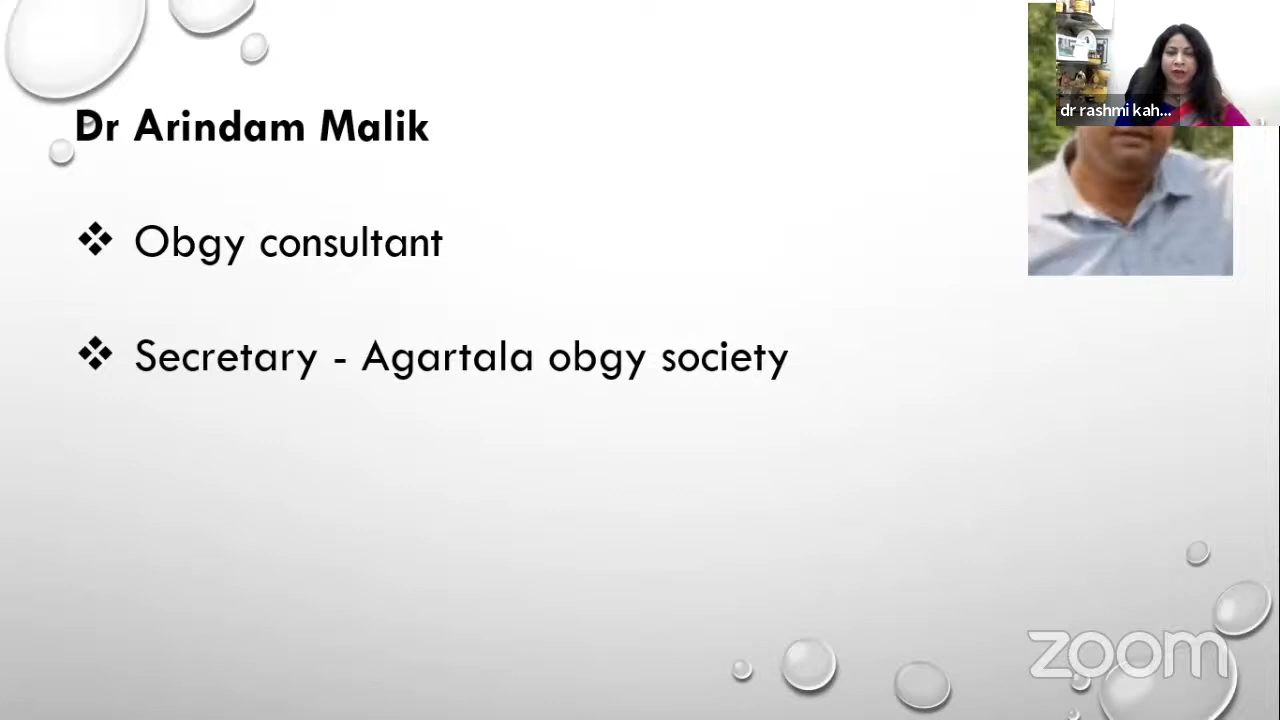 Dr Arindam Malik
dr rashmi kah...
❖ Obgy consultant
❖ Secretary - Agartala obgy society
zoom